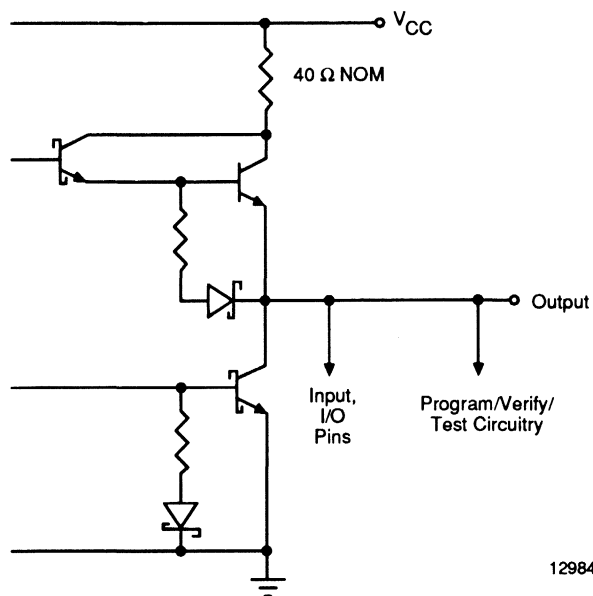 V_CC
40 Ω NOM
Output
Input,
I/O
Pins
Program/Verify/
Test Circuitry
12984